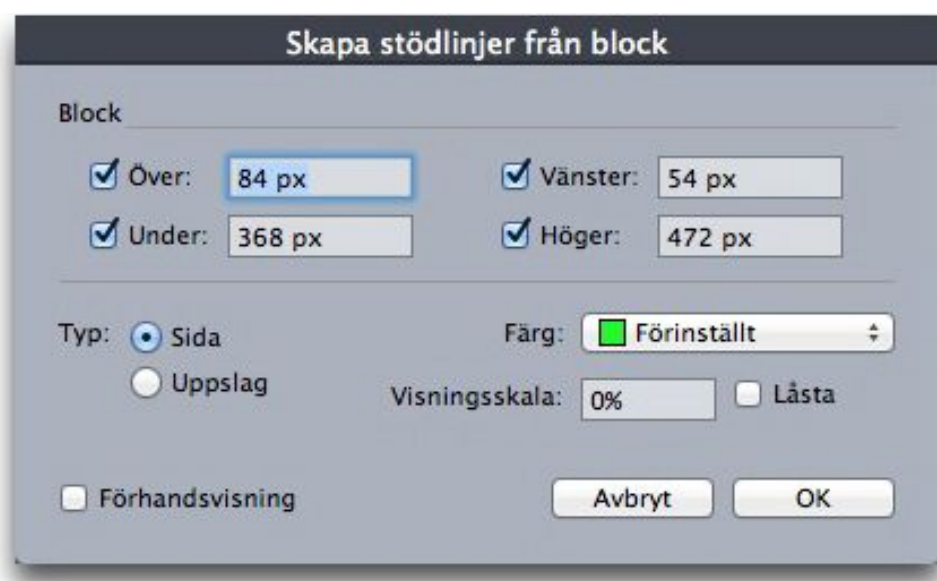 Skapa stödlinjer från block
Block
Över: 84 px Vänster: 54 px
Under: 368 px Höger: 472 px
Typ: Sida Färg: Förinställt
Uppslag
Visningsskala: 0% Låsta
Förhandsvisning Avbryt OK